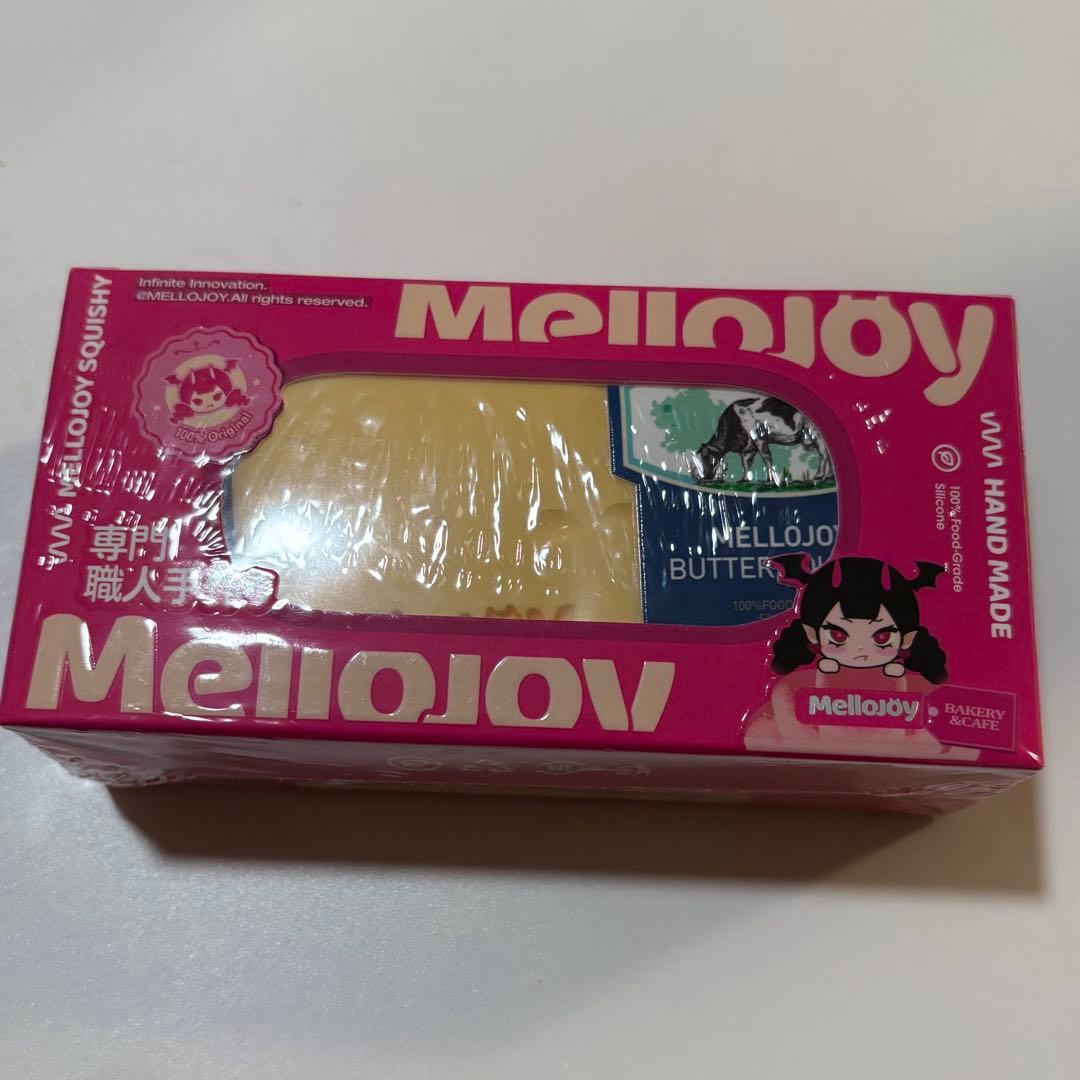 Infinite Innovation.
@MELLOJOY.All rights reserved.
Mellojoy
MELLOJOY SQUISHY
100% Original
HAND MADE
100% Food-Grade
Silicone
専門
職人手
MELLOJOY
BUTTER
100%FOOD
Mellojoy
Mellojoy
BAKERY
&CAFE